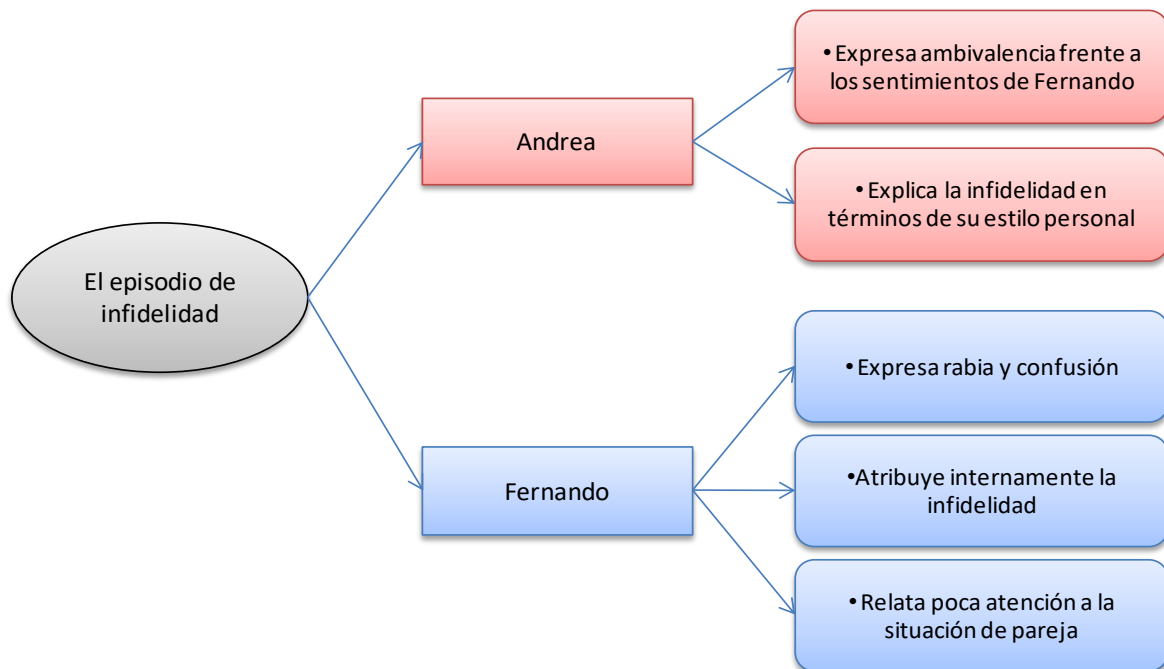 El episodio de
infidelidad
Andrea
• Expresa ambivalencia frente a
los sentimientos de Fernando
• Explica la infidelidad en
términos de su estilo personal
Fernando
• Expresa rabia y confusión
•Atribuye internamente la
infidelidad
• Relata poca atención a la
situación de pareja